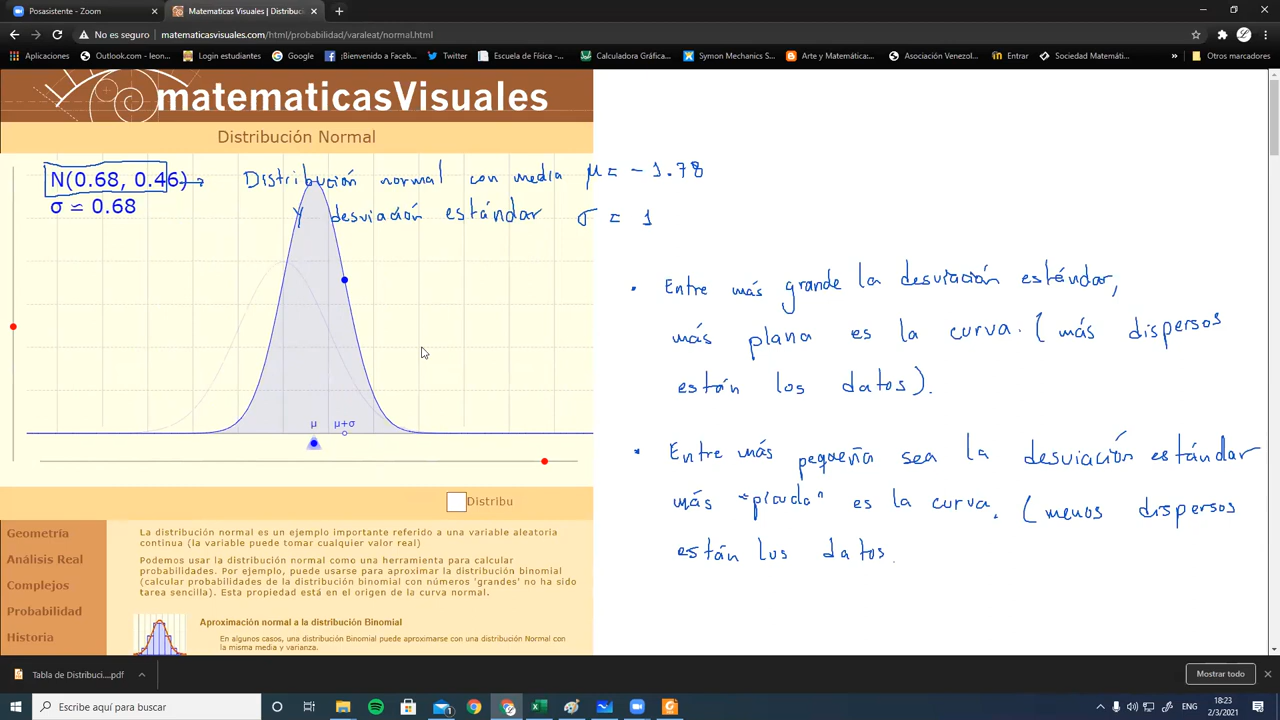 Posasistente - Buscar
Matematicas Visuales | Distribuc
No es seguro | matematicasvisuales.com/html/probabilidad/varaleat/normal.html
Aplicaciones
Outlook.com - leon...
Login estudiantes
Google
¡Bienvenido a Faceb...
Twitter
Escuela de Física -...
Calculadora Gráfica...
Symon Mechanics S...
Arte y Matemática:...
Asociación Venezol...
Entrar
Sociedad Matemáti...
»
Otros marcadores
matematicasVisuales
Distribución Normal
N(0.68, 0.46) → Distribución normal con media μ = - 1.78
σ = 0.68
y desviación estándar σ = 1
• Entre más grande la desviación estándar,
más plana es la curva. ( más dispersos
están los datos).
• Entre más pequeña sea la desviación estándar
más "picuda" es la curva. (menos dispersos
están los datos.
μ μ+σ
Distribu
Geometría
Análisis Real
Complejos
Probabilidad
Historia
La distribución normal es un ejemplo importante referido a una variable aleatoria
continua (la variable puede tomar cualquier valor real)
Podemos usar la distribución normal como una herramienta para calcular
probabilidades. Por ejemplo, puede usarse para aproximar la distribución binomial
(calcular probabilidades de la distribución binomial con números 'grandes' no ha sido
tarea sencilla). Esta propiedad está en el origen de la curva normal.
Aproximación normal a la distribución Binomial
En algunos casos, una distribución Binomial puede aproximarse con una distribución Normal con
la misma media y varianza.
Tabla de Distribuci....pdf
Mostrar todo
Escribe aquí para buscar
ENG
18:23
2/3/2021